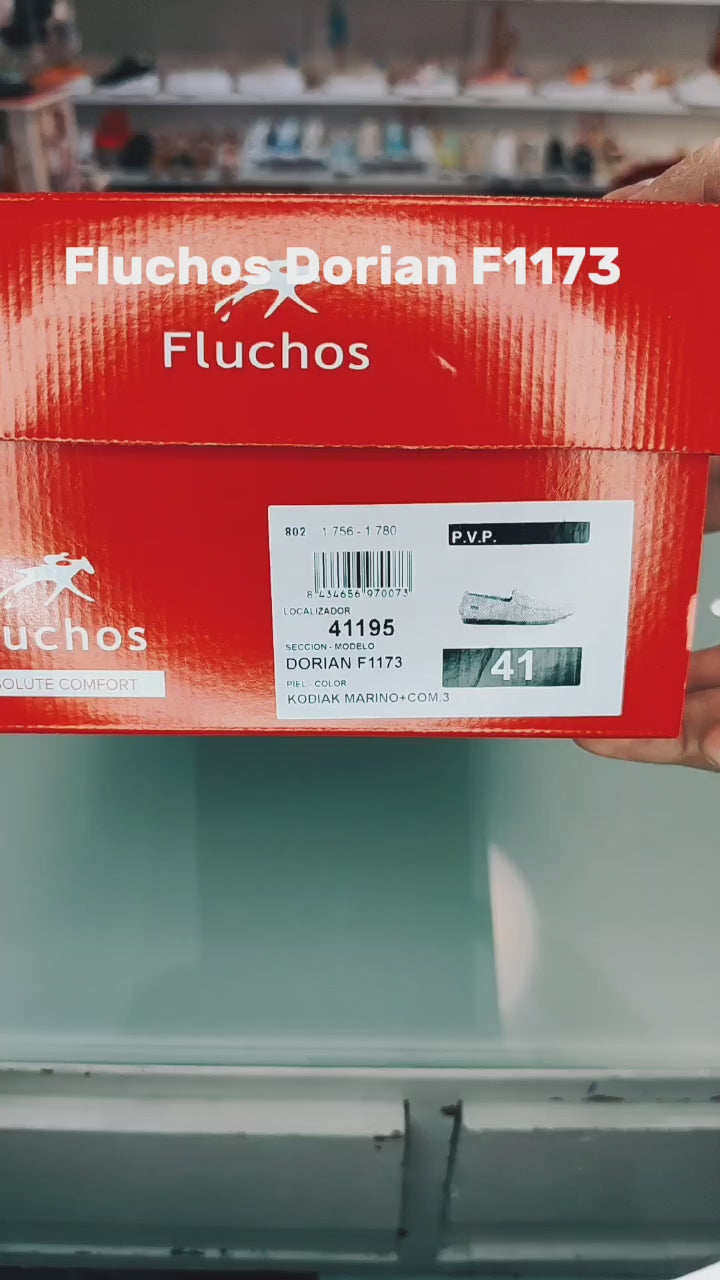 Fluchos Dorian F1173
Fluchos
802 1 756 - 1 780
P.V.P.
8 434656 970073
LOCALIZADOR
41195
SECCION - MODELO
DORIAN F1173
41
PIEL - COLOR
KODIAK MARINO+COM.3
uchos
SOLUTE COMFORT